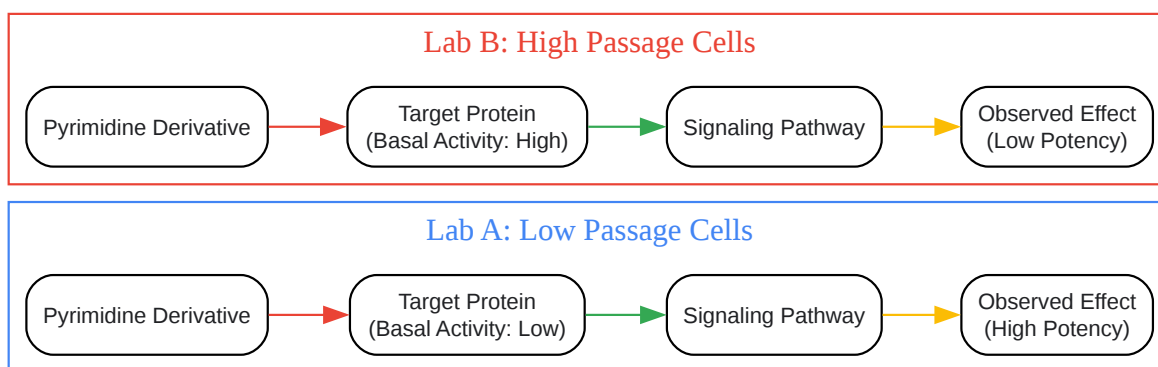 Lab B: High Passage Cells
Pyrimidine Derivative
Target Protein
(Basal Activity: High)
Signaling Pathway
Observed Effect
(Low Potency)
Lab A: Low Passage Cells
Pyrimidine Derivative
Target Protein
(Basal Activity: Low)
Signaling Pathway
Observed Effect
(High Potency)